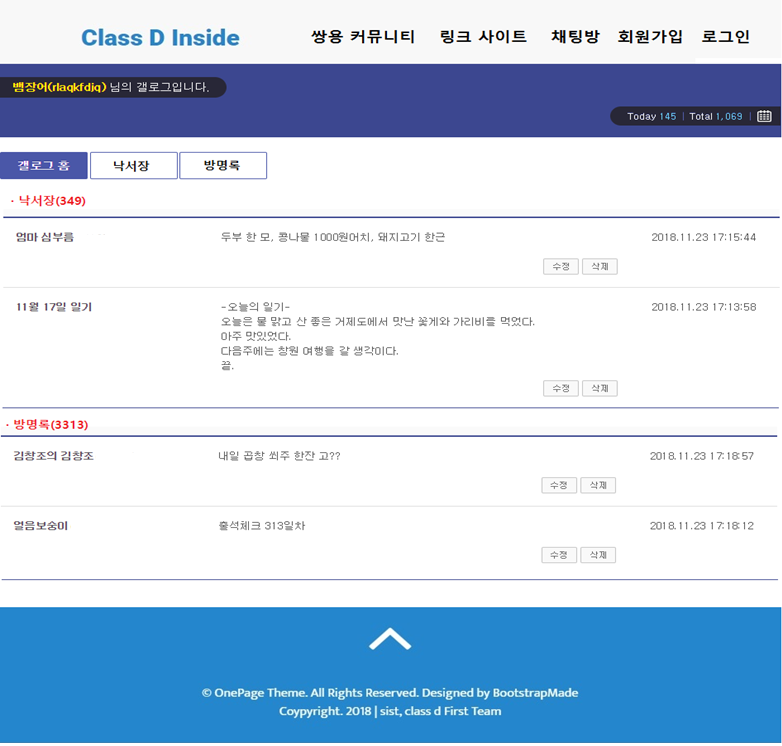 Class D Inside
쌍용 커뮤니티 링크 사이트 채팅방 회원가입 로그인
뱀장어(rlaqkfdjq) 님의 갤로그입니다.
Today 145 | Total 1,069 |
갤로그 홈 낙서장 방명록
· 낙서장(349)
엄마 심부름 두부 한 모, 콩나물 1000원어치, 돼지고기 한근 2018.11.23 17:15:44
수정 삭제
11월 17일 일기 -오늘의 일기- 2018.11.23 17:13:58
오늘은 물 맑고 산 좋은 거제도에서 맛난 꽃게와 가리비를 먹었다.
아주 맛있었다.
다음주에는 창원 여행을 갈 생각이다.
끝.
수정 삭제
· 방명록(3313)
김창조의 김창조 내일 곱창 쐬주 한잔 고?? 2018.11.23 17:18:57
수정 삭제
얼음보숭이 출석체크 313일차 2018.11.23 17:18:12
수정 삭제
© OnePage Theme. All Rights Reserved. Designed by BootstrapMade
Coypyright. 2018 | sist, class d First Team